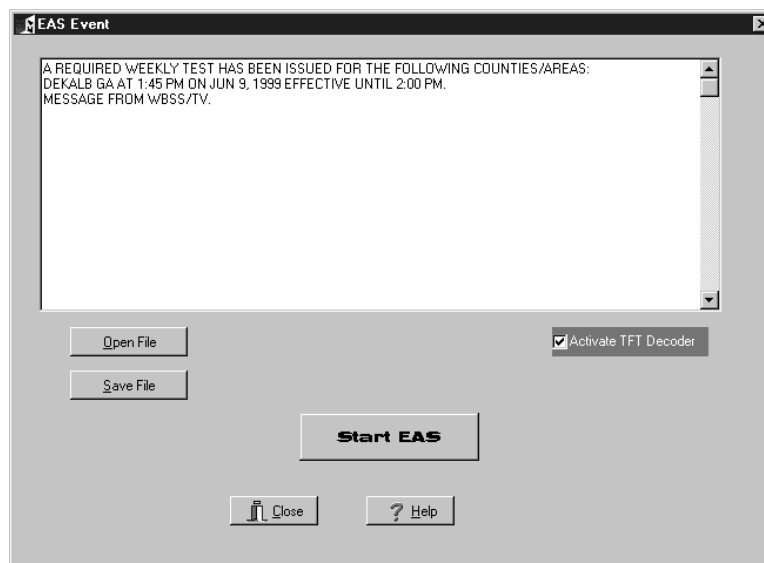 EAS Event
A REQUIRED WEEKLY TEST HAS BEEN ISSUED FOR THE FOLLOWING COUNTIES/AREAS:
DEKALB GA AT 1:45 PM ON JUN 9, 1999 EFFECTIVE UNTIL 2:00 PM.
MESSAGE FROM WBSS/TV.
Open File
Activate TFT Decoder
Save File
Start EAS
Close
? Help